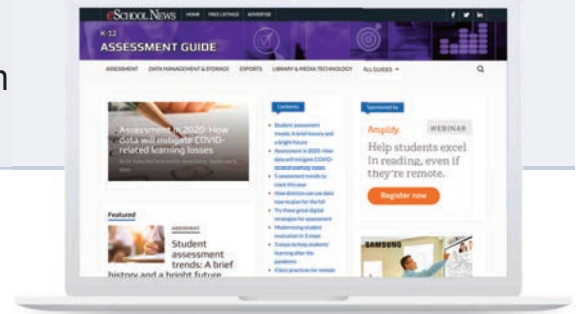 n
eSCHOOL NEWS HOME FREE LISTINGS ADVERTISE
K-12
ASSESSMENT GUIDE
ASSESSMENT DATA MANAGEMENT & STORAGE ESPORTS LIBRARY & MEDIA TECHNOLOGY ALL GUIDES
Assessment in 2020: How
data will mitigate COVID-
related learning losses
Featured
ASSESSMENT
Student
assessment
trends: A brief
history and a bright future
Contents
Student assessment
trends: A brief history and
a bright future
Assessment in 2020: How
data will mitigate COVID-
related learning losses
5 assessment trends to
track this year
How districts can use data
now to plan for the fall
Try these great digital
strategies for assessment
Modernizing student
evaluation in 3 steps
3 steps to help students'
learning after the
pandemic
4 best practices for remote
Sponsored by
Amplify. WEBINAR
Help students excel
in reading, even if
they're remote.
Register now
SAMSUNG